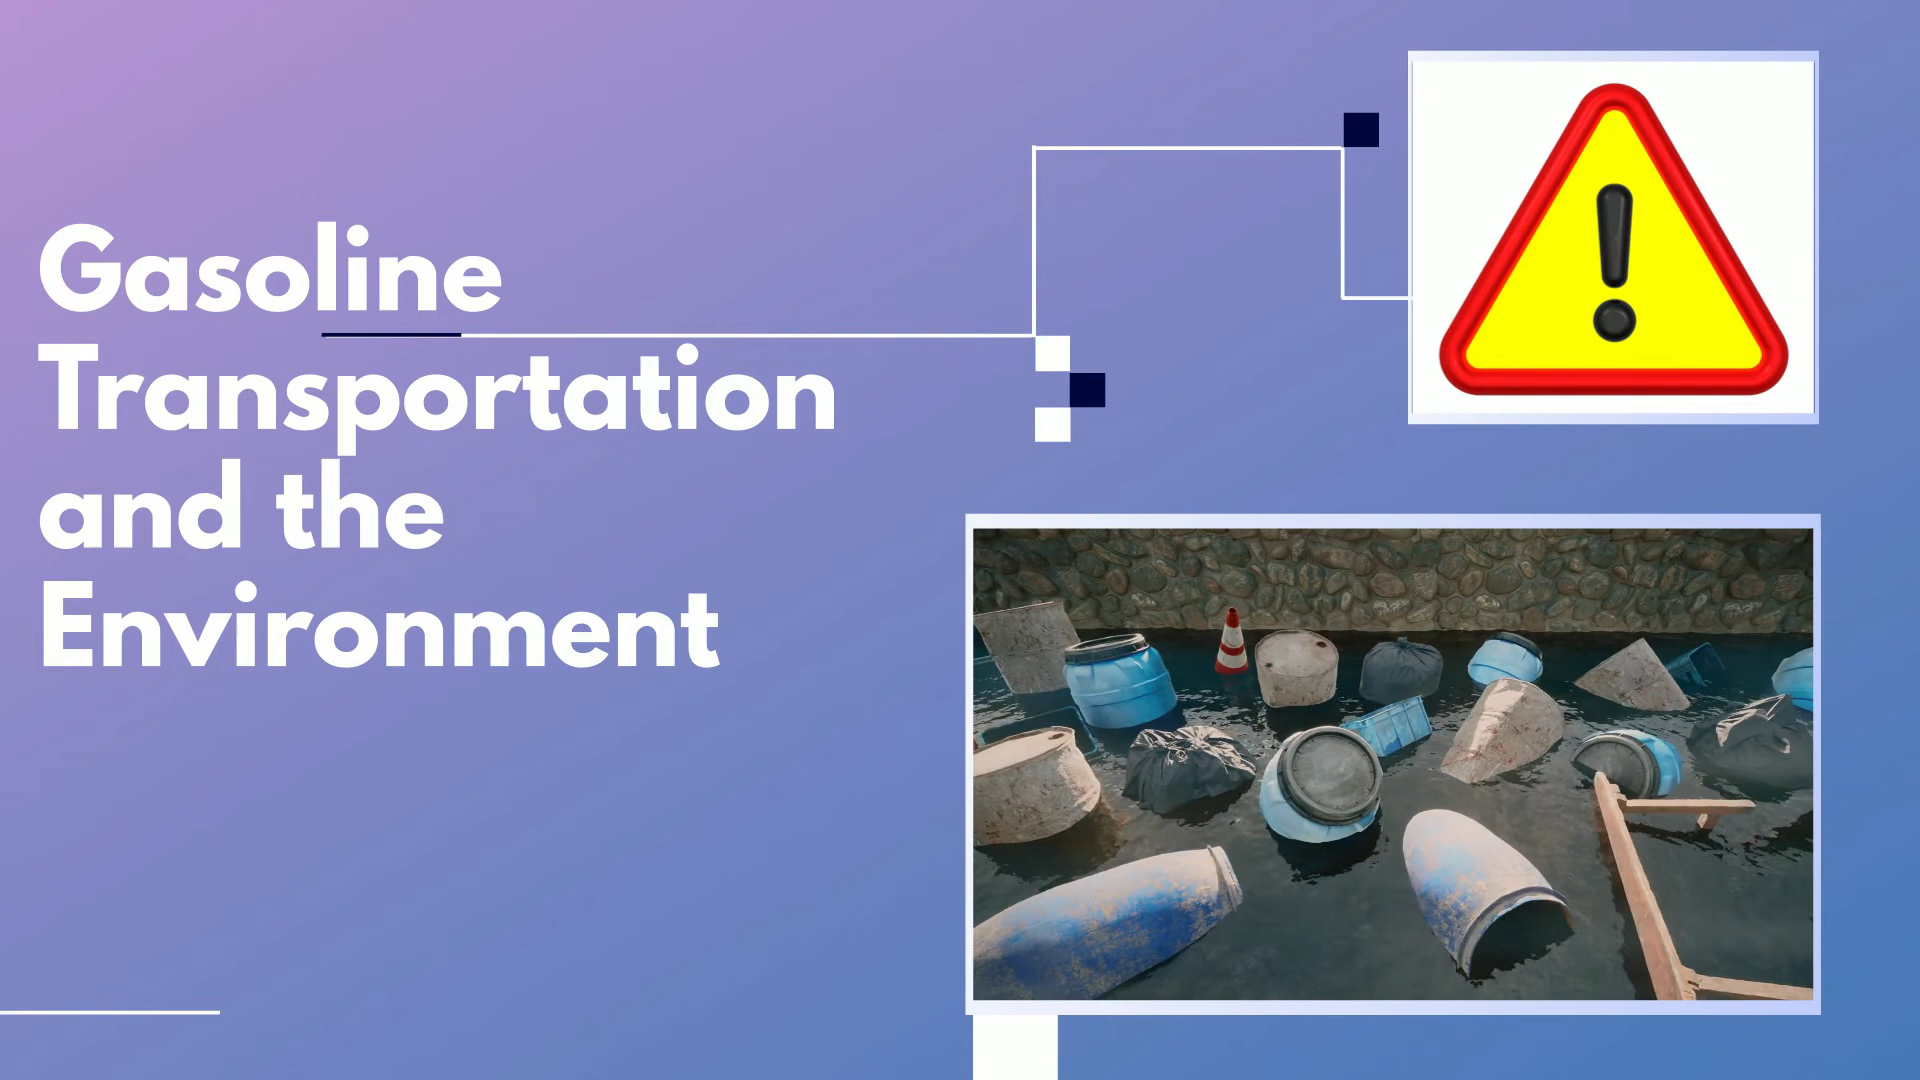 Gasoline
Transportation
and the
Environment